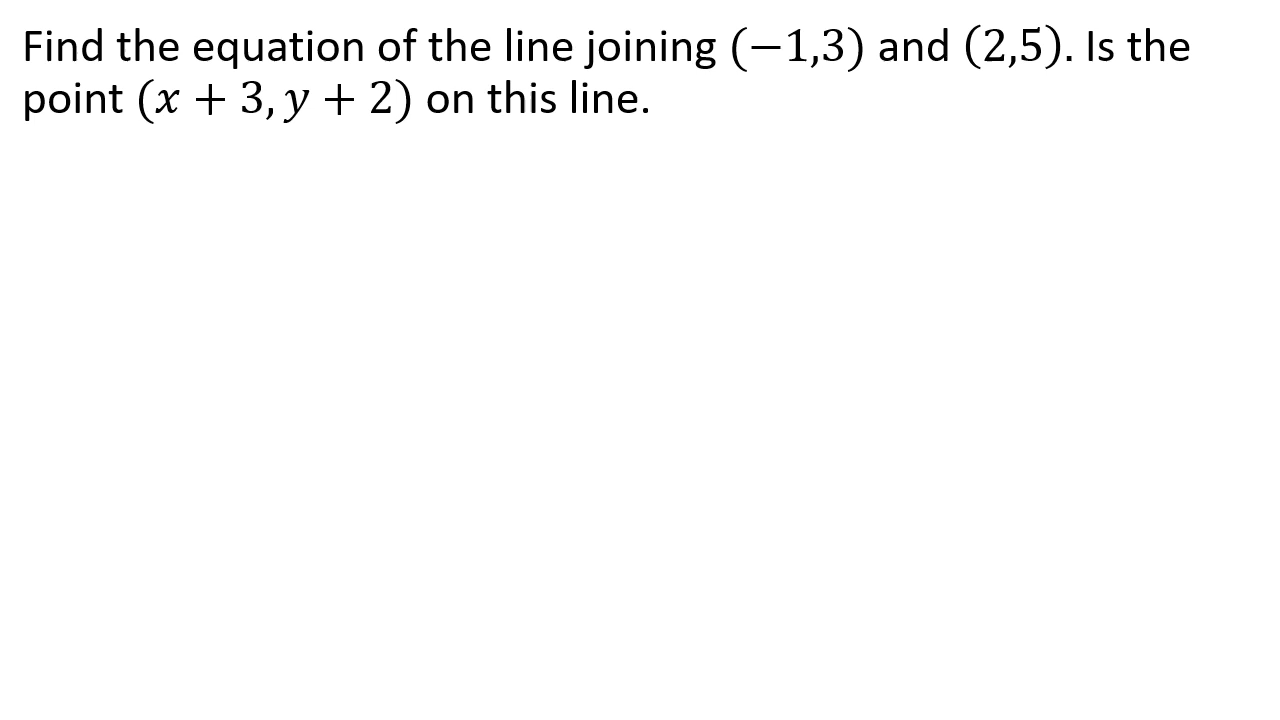 Find the equation of the line joining (−1,3) and (2,5). Is the
point (x + 3, y + 2) on this line.